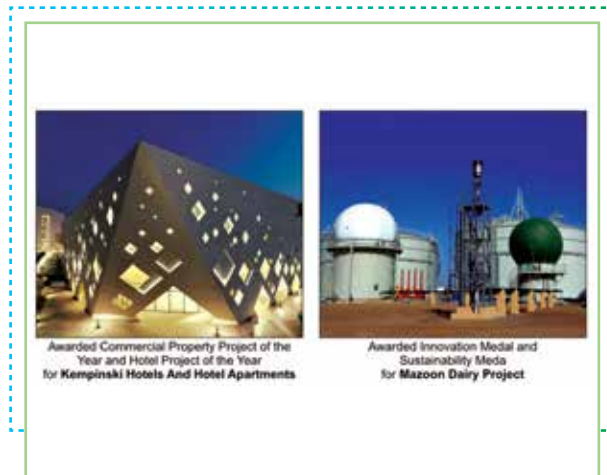 Awarded Commercial Property Project of the
Year and Hotel Project of the Year
for Kempinski Hotels And Hotel Apartments
Awarded Innovation Medal and
Sustainability Meda
for Mazoon Dairy Project